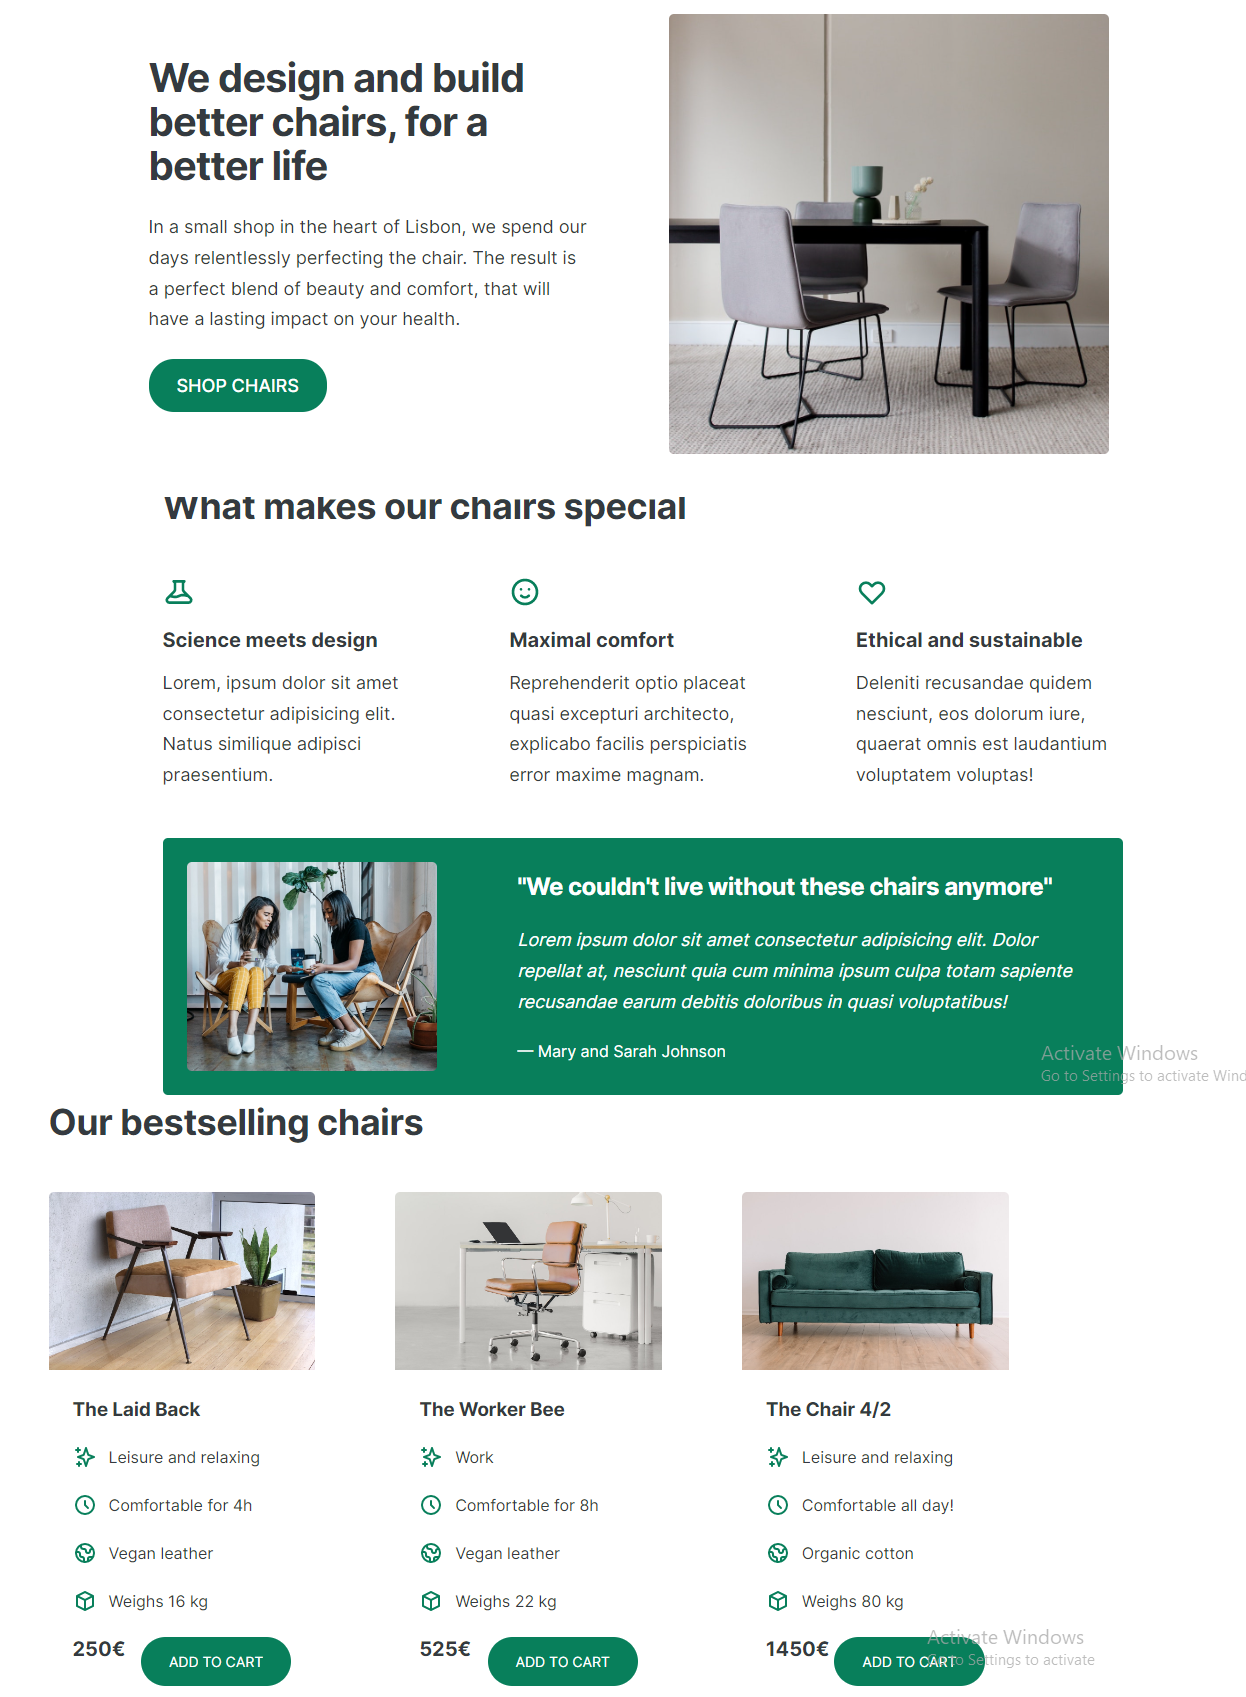 We design and build
better chairs, for a
better life
In a small shop in the heart of Lisbon, we spend our
days relentlessly perfecting the chair. The result is
a perfect blend of beauty and comfort, that will
have a lasting impact on your health.
SHOP CHAIRS
What makes our chairs special
Science meets design
Lorem, ipsum dolor sit amet
consectetur adipisicing elit.
Natus similique adipisci
praesentium.
Maximal comfort
Reprehenderit optio placeat
quasi excepturi architecto,
explicabo facilis perspiciatis
error maxime magnam.
Ethical and sustainable
Deleniti recusandae quidem
nesciunt, eos dolorum iure,
quaerat omnis est laudantium
voluptatem voluptas!
"We couldn't live without these chairs anymore"
Lorem ipsum dolor sit amet consectetur adipisicing elit. Dolor
repellat at, nesciunt quia cum minima ipsum culpa totam sapiente
recusandae earum debitis doloribus in quasi voluptatibus!
— Mary and Sarah Johnson
Activate Windows
Go to Settings to activate Wind
Our bestselling chairs
The Laid Back
Leisure and relaxing
Comfortable for 4h
Vegan leather
Weighs 16 kg
250€
ADD TO CART
The Worker Bee
Work
Comfortable for 8h
Vegan leather
Weighs 22 kg
525€
ADD TO CART
The Chair 4/2
Leisure and relaxing
Comfortable all day!
Organic cotton
Weighs 80 kg
1450€
ADD TO CART
Activate Windows
Go to Settings to activate